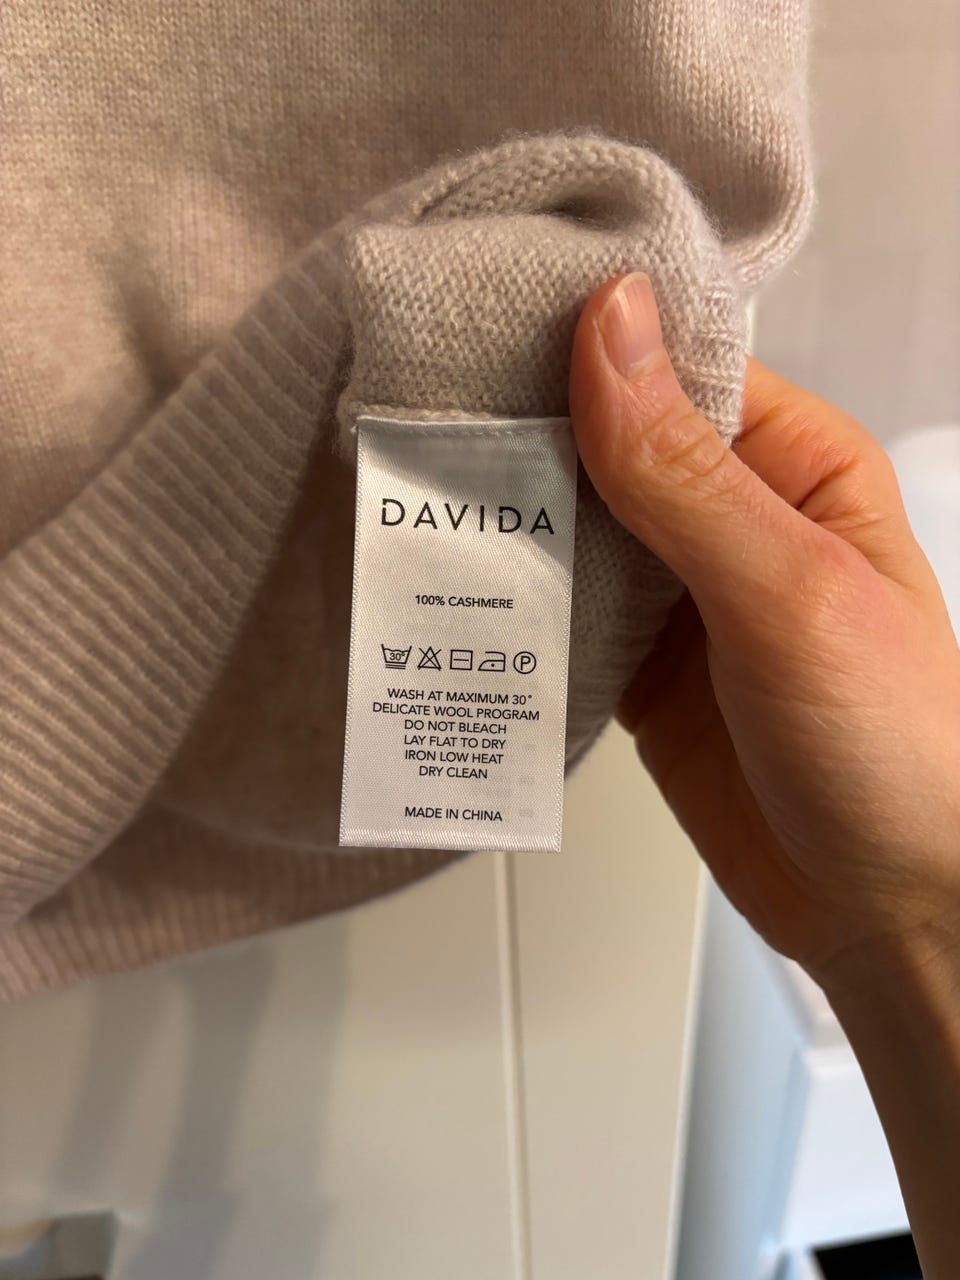 DAVIDA
100% CASHMERE
30° P
WASH AT MAXIMUM 30°
DELICATE WOOL PROGRAM
DO NOT BLEACH
LAY FLAT TO DRY
IRON LOW HEAT
DRY CLEAN
MADE IN CHINA